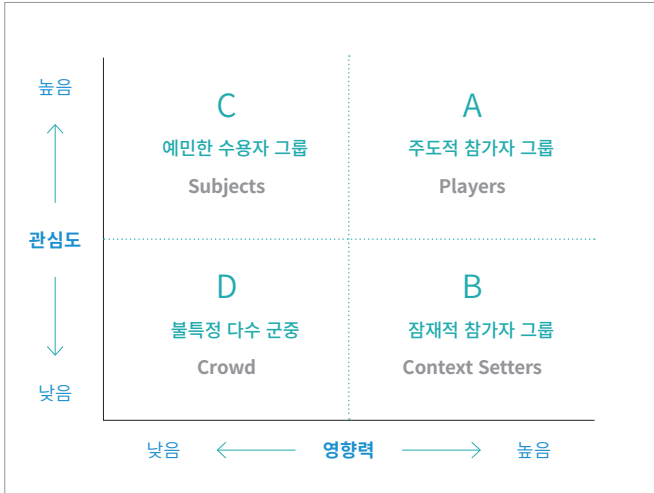 높음
C
예민한 수용자 그룹
Subjects
A
주도적 참가자 그룹
Players
관심도
D
불특정 다수 군중
Crowd
B
잠재적 참가자 그룹
Context Setters
낮음
낮음
영향력
높음